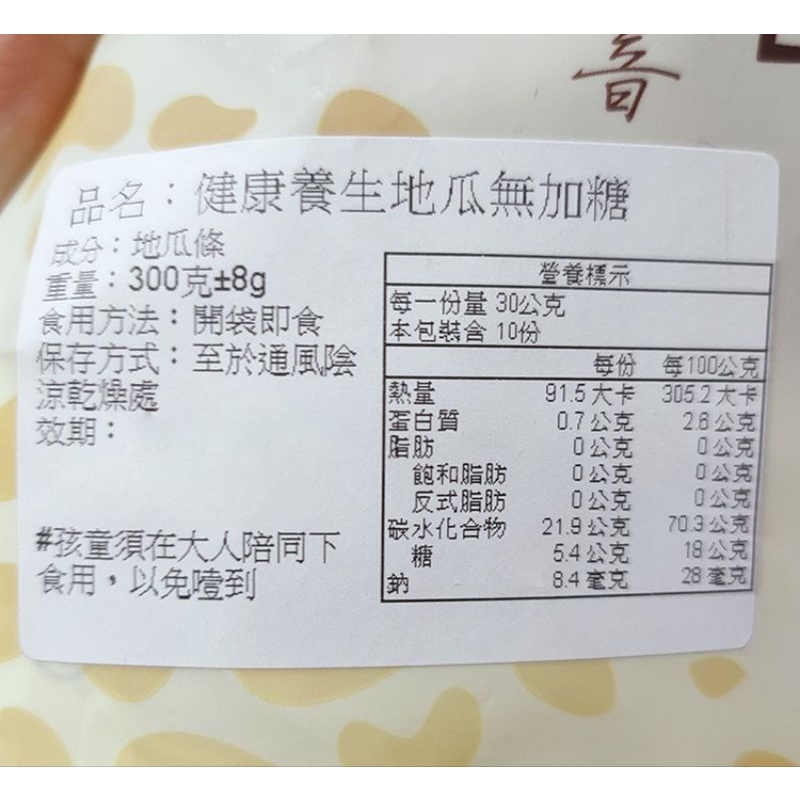 音
品名：健康養生地瓜無加糖
成分：地瓜條
重量：300克±8g
食用方法：開袋即食
保存方式：至於通風陰
涼乾燥處
效期：
#孩童須在大人陪同下
食用，以免噎到
營養標示
每一份量 30公克
本包裝含 10份
每份 每100公克
熱量 91.5 大卡 305.2 大卡
蛋白質 0.7 公克 2.6 公克
脂肪 0 公克 0 公克
飽和脂肪 0 公克 0 公克
反式脂肪 0 公克 0 公克
碳水化合物 21.9 公克 70.3 公克
糖 5.4 公克 18 公克
鈉 8.4 毫克 28 毫克